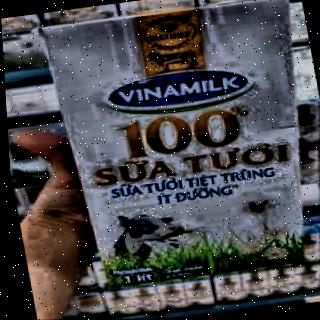 VINAMILK
100%
SỮA TƯƠI
SỮA TƯƠI TIỆT TRÙNG
ÍT ĐƯỜNG
1 lít